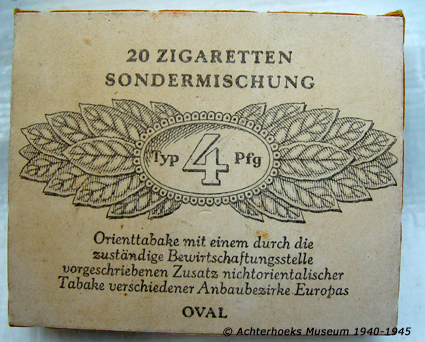 20 ZIGARETTEN
SONDERMISCHUNG
Typ 4 Pfg
Orienttabake mit einem durch die
zuständige Bewirtschaftungsstelle
vorgeschriebenen Zusatz nichtorientalischer
Tabake verschiedener Anbaubezirke Europas
OVAL
© Achterhoeks Museum 1940-1945